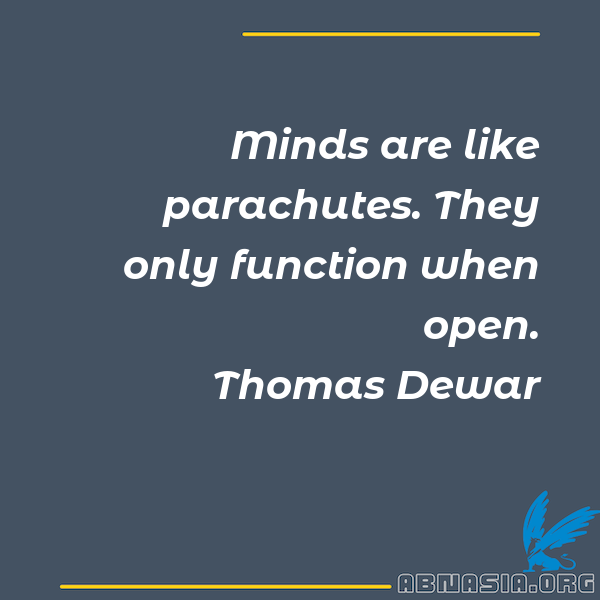 Minds are like
parachutes. They
only function when
open.
Thomas Dewar
ABNASIA.ORG